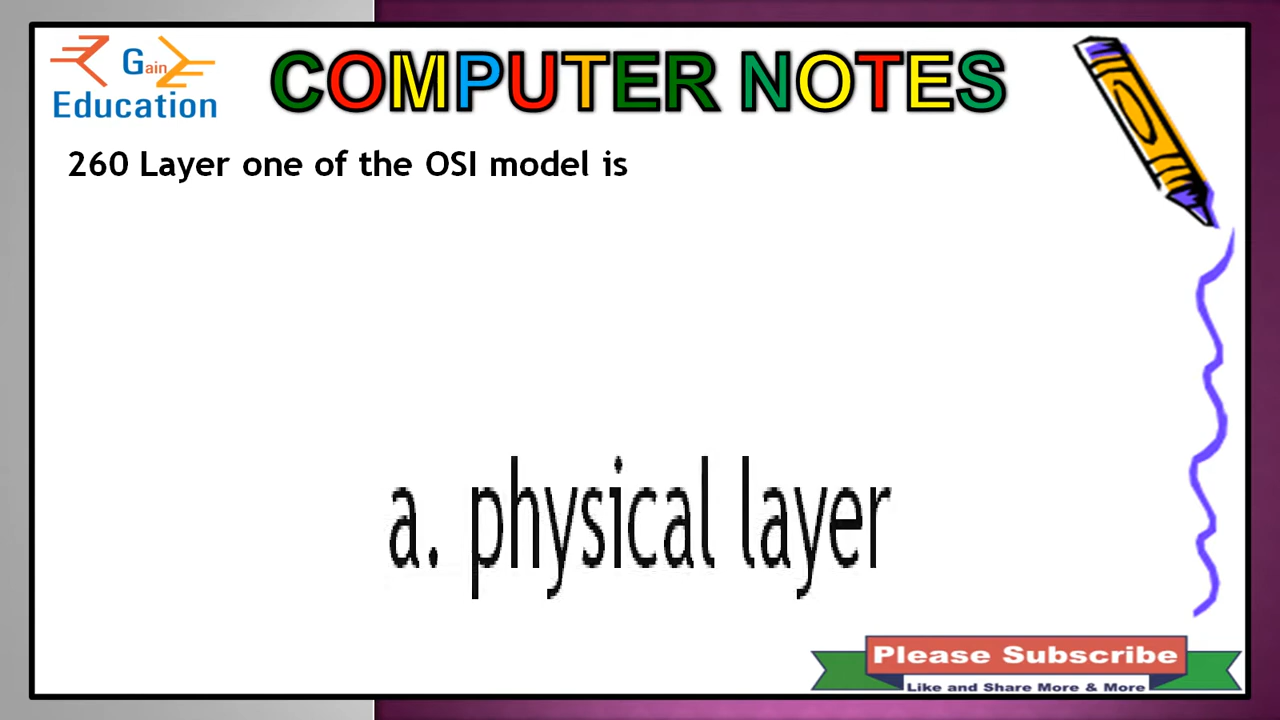 Gain
Education
COMPUTER NOTES
260 Layer one of the OSI model is
a. physical layer
Please Subscribe
Like and Share More & More